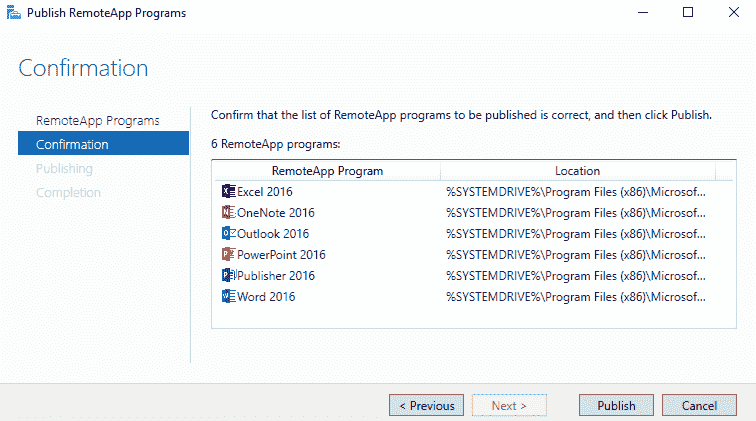 Publish RemoteApp Programs
Confirmation
RemoteApp Programs
Confirmation
Publishing
Completion
Confirm that the list of RemoteApp programs to be published is correct, and then click Publish.
6 RemoteApp programs:
RemoteApp Program Location
Excel 2016 %SYSTEMDRIVE%\Program Files (x86)\Microsof...
OneNote 2016 %SYSTEMDRIVE%\Program Files (x86)\Microsof...
Outlook 2016 %SYSTEMDRIVE%\Program Files (x86)\Microsof...
PowerPoint 2016 %SYSTEMDRIVE%\Program Files (x86)\Microsof...
Publisher 2016 %SYSTEMDRIVE%\Program Files (x86)\Microsof...
Word 2016 %SYSTEMDRIVE%\Program Files (x86)\Microsof...
< Previous Next > Publish Cancel